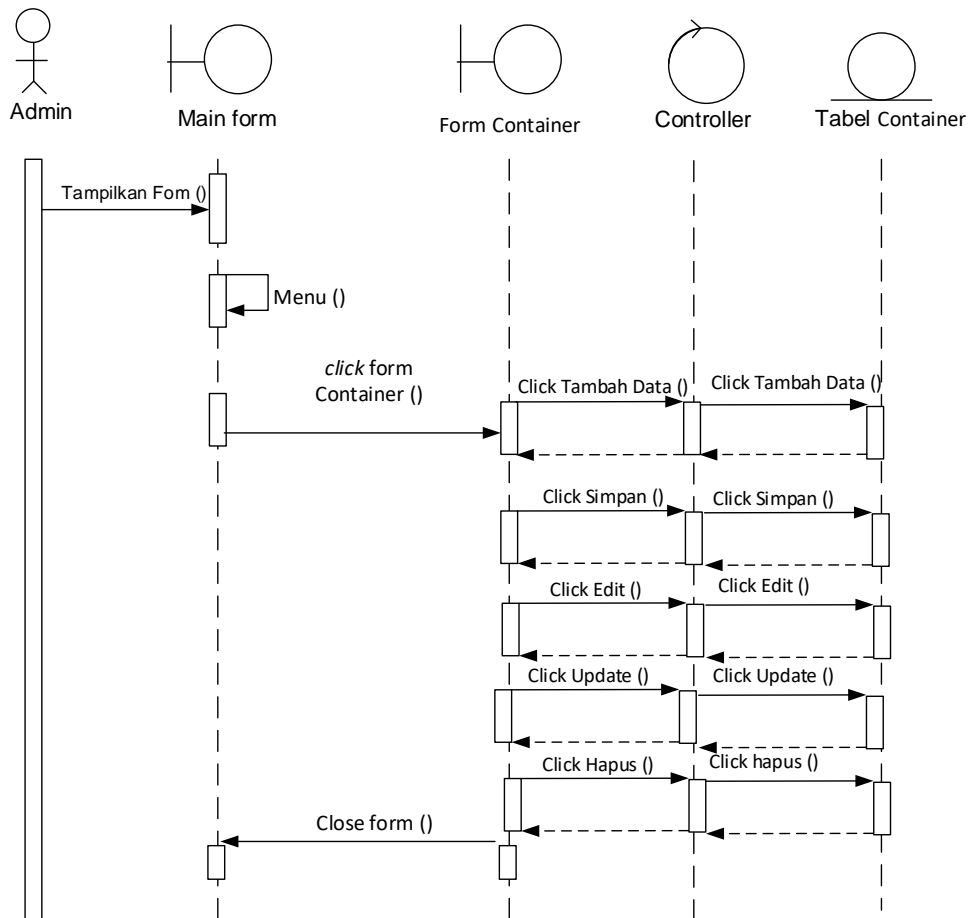 Admin
Main form
Form Container
Controller
Tabel Container
Tampilkan Fom ()
Menu ()
click form
Container ()
Click Tambah Data ()
Click Tambah Data ()
Click Simpan ()
Click Simpan ()
Click Edit ()
Click Edit ()
Click Update ()
Click Update ()
Click Hapus ()
Click hapus ()
Close form ()